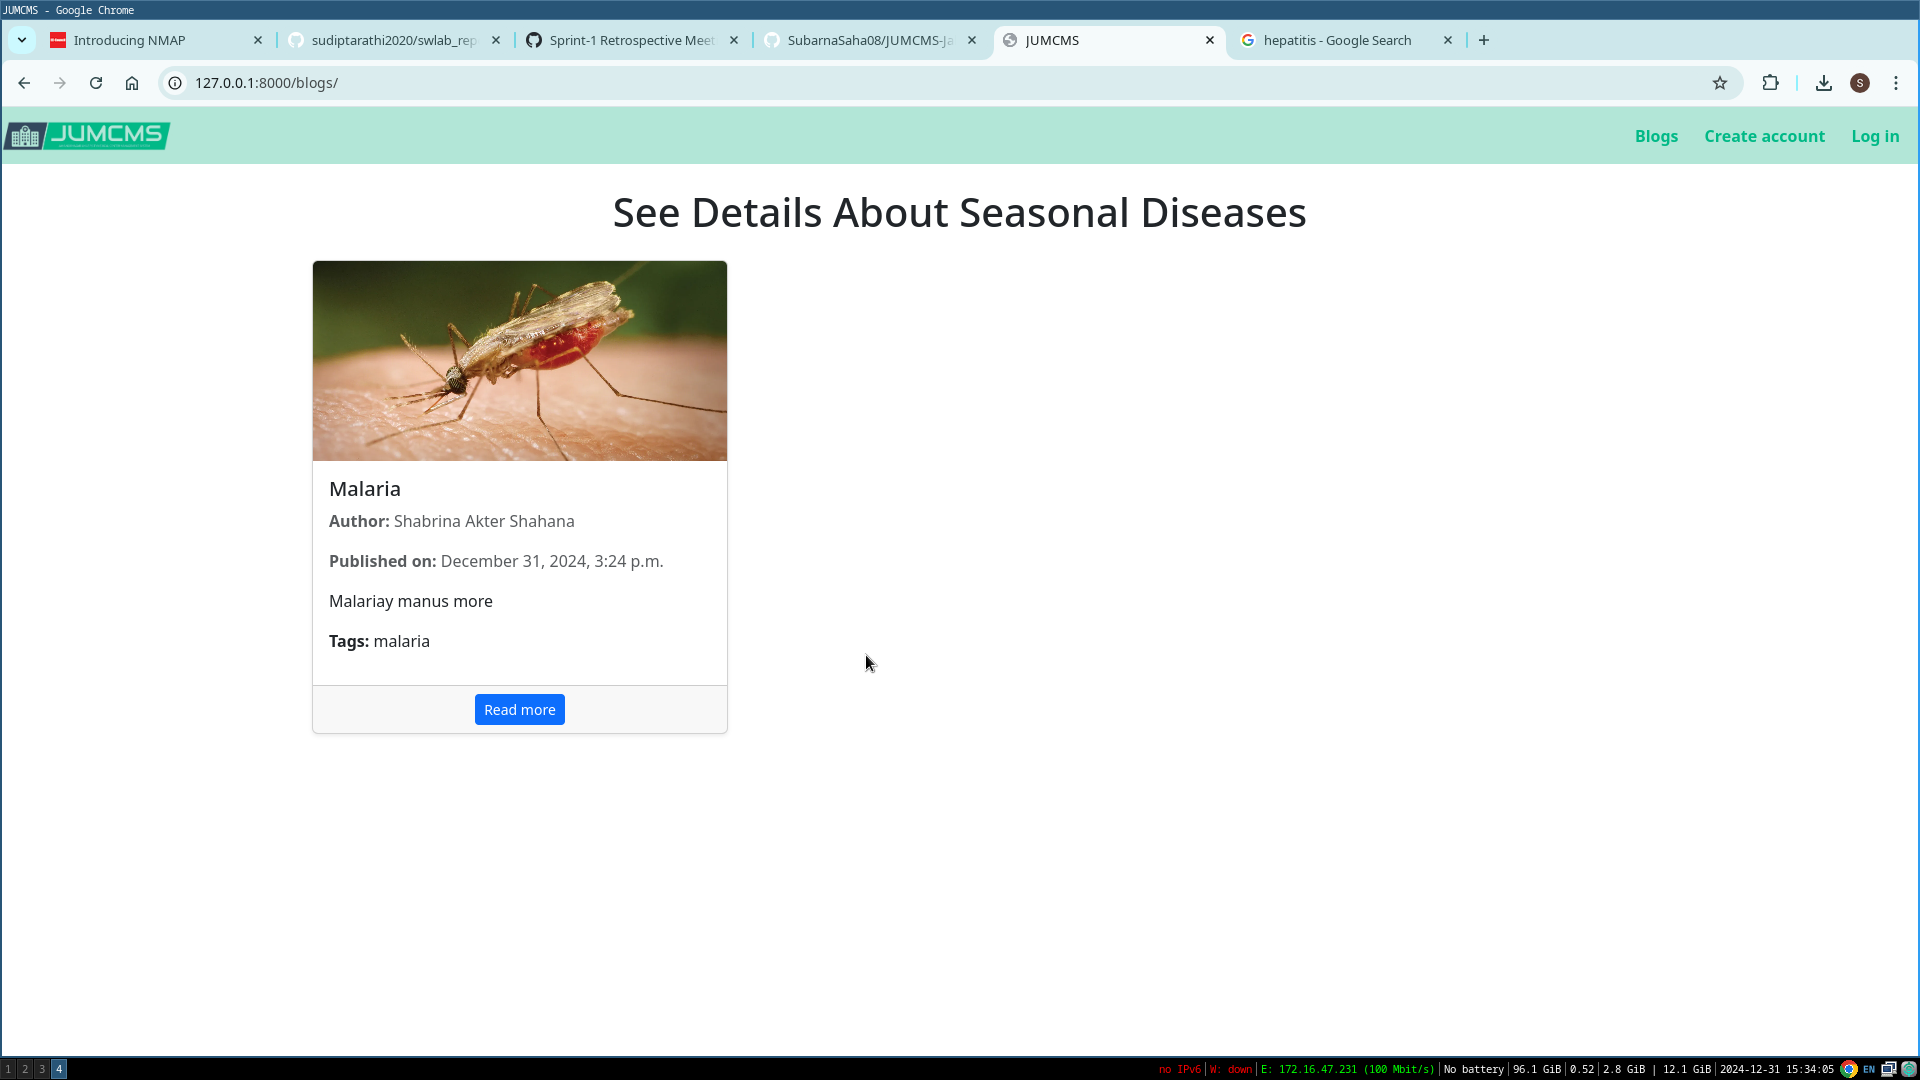 JUMCMS - Google Chrome
Introducing NMAP
sudiptarathi2020/swlab_rep
Sprint-1 Retrospective Meet
SubarnaSaha08/JUMCMS-Ja
JUMCMS
hepatitis - Google Search
127.0.0.1:8000/blogs/
S
JUMCMS
Blogs
Create account
Log in
See Details About Seasonal Diseases
Malaria
Author: Shabrina Akter Shahana
Published on: December 31, 2024, 3:24 p.m.
Malariay manus more
Tags: malaria
Read more
1 2 3 4
no IPv6 | W: down | E: 172.16.47.231 (100 Mbit/s) | No battery | 96.1 GiB | 0.52 | 2.8 GiB | 12.1 GiB | 2024-12-31 15:34:05 EN